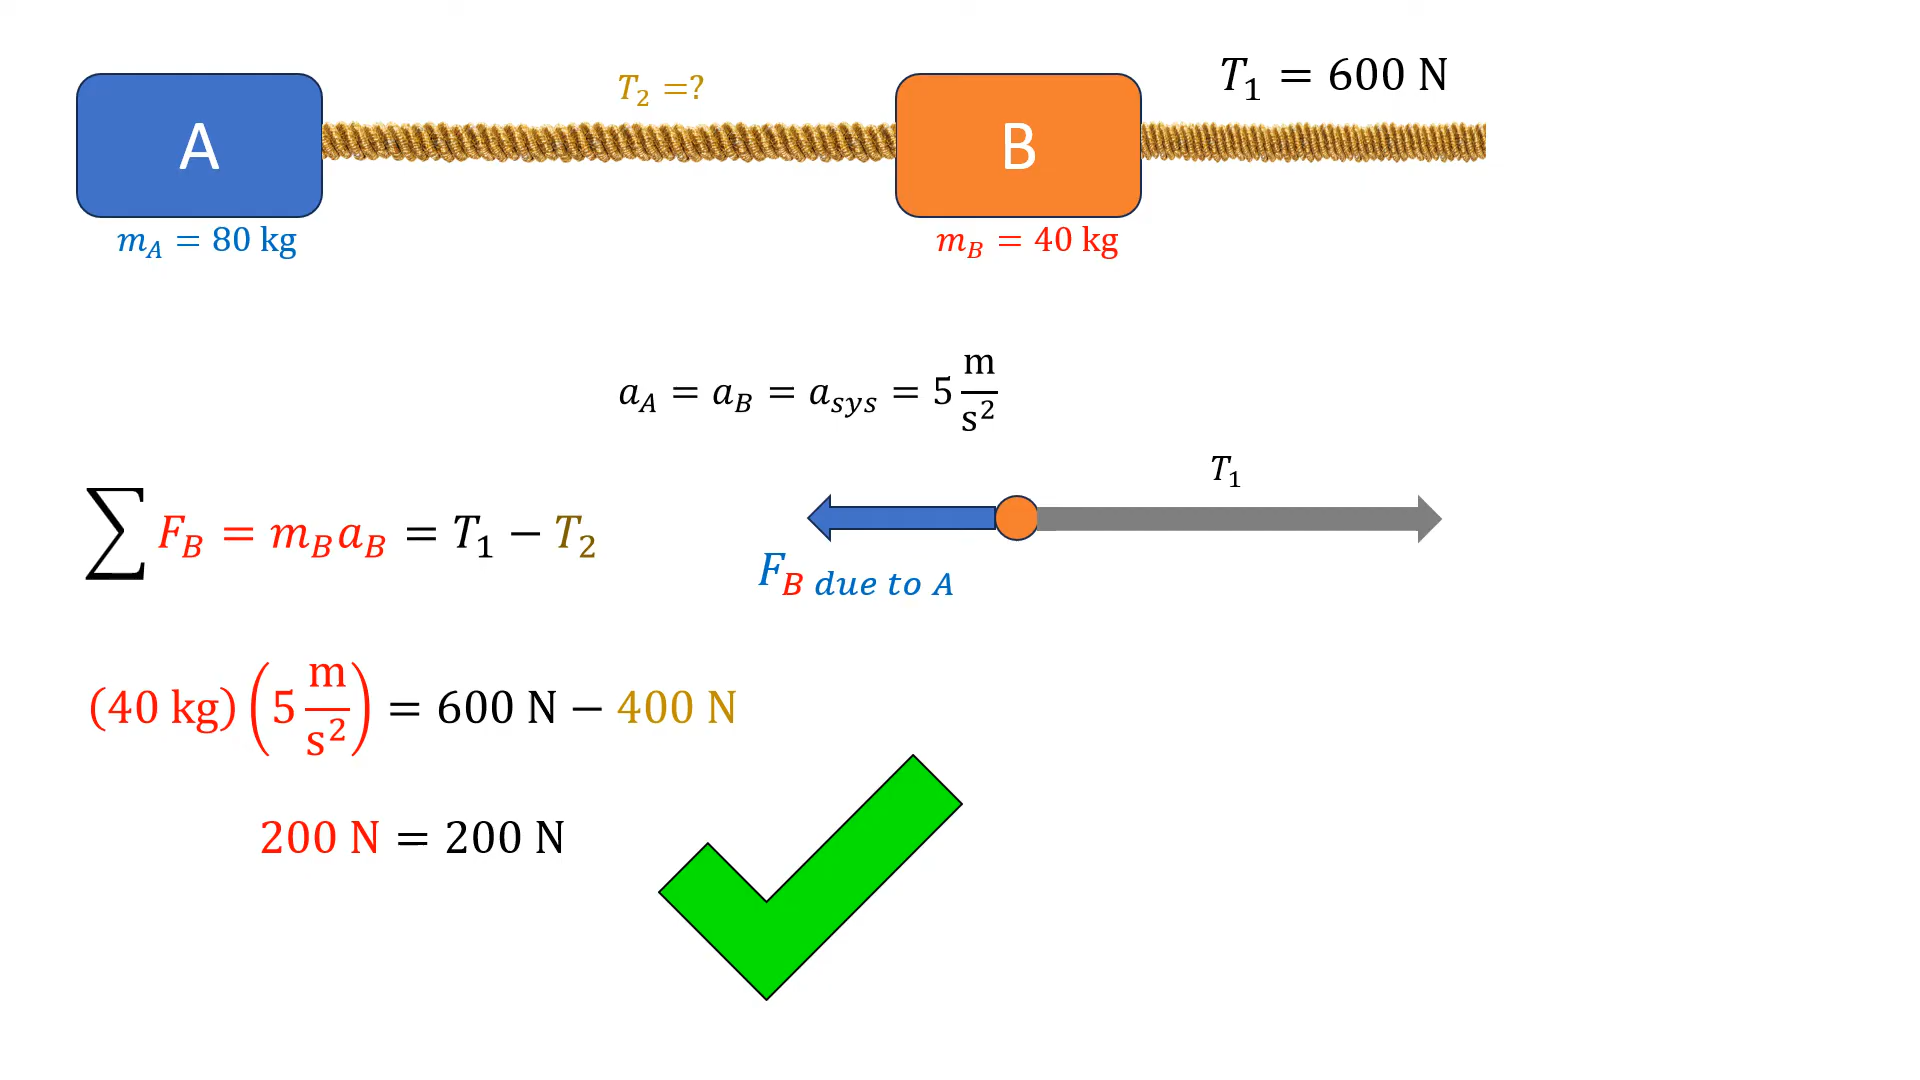 T₂ =?
T₁ = 600 N
A
B
m_A = 80 kg
m_B = 40 kg
a_A = a_B = a_sys = 5 m/s²
T₁
∑ F_B = m_B a_B = T₁ − T₂
F_B due to A
(40 kg) (5 m/s²) = 600 N − 400 N
200 N = 200 N